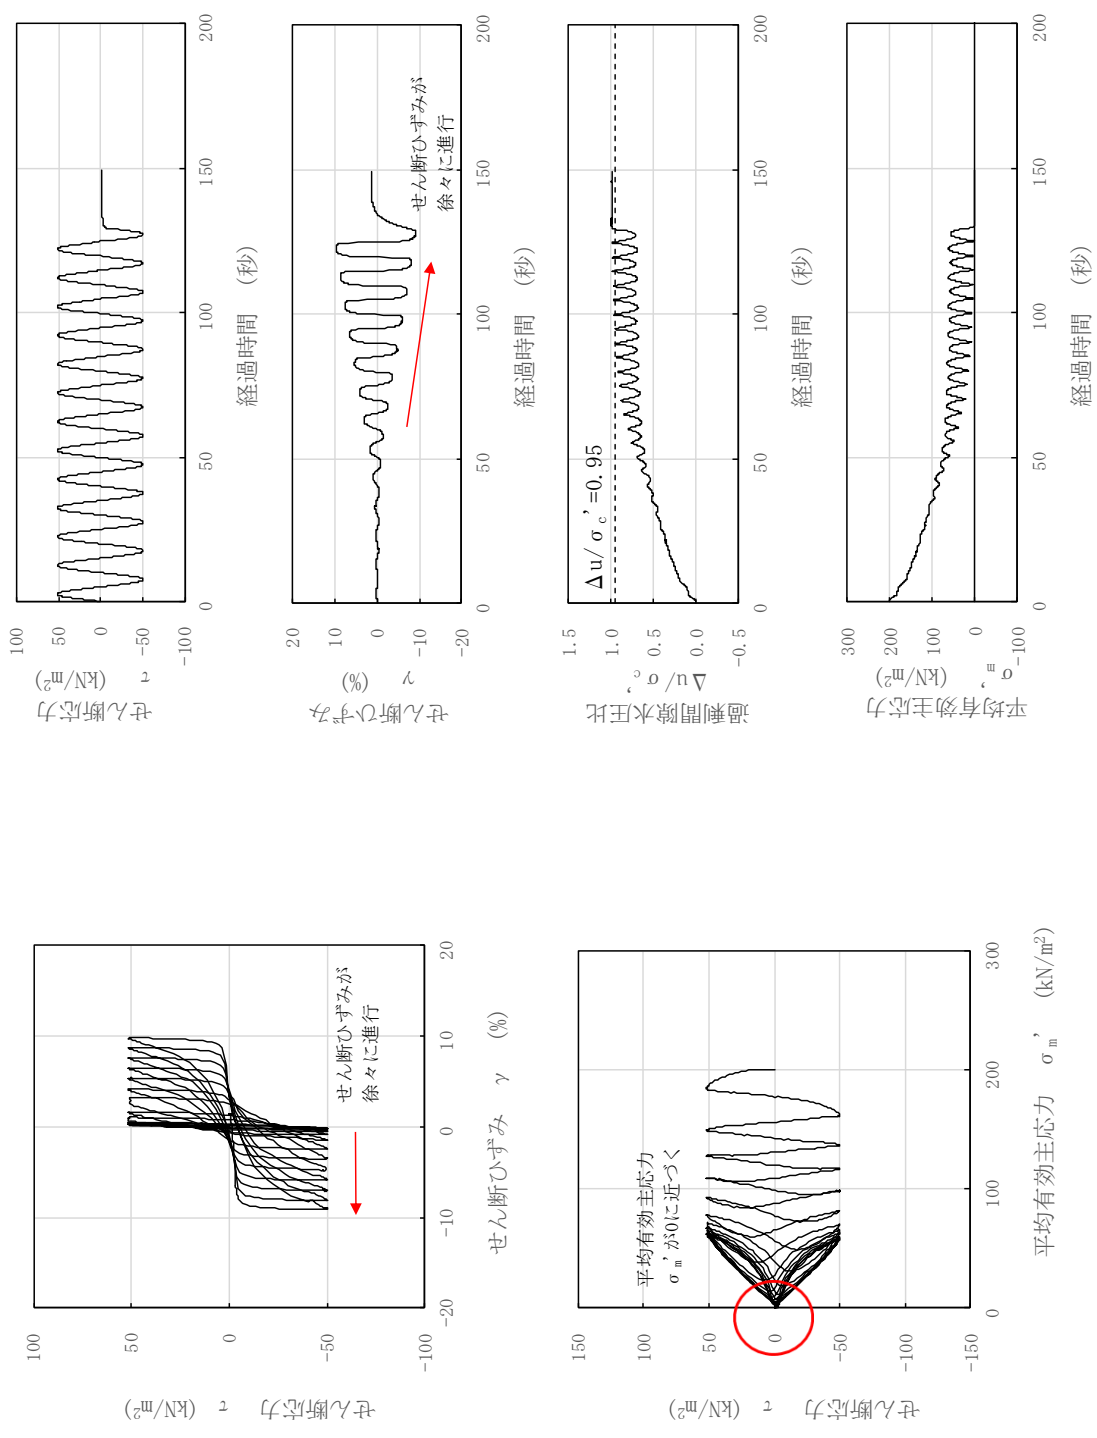 100
50
0
-50
-100
せん断応力
τ (kN/m²)
-20
-10
0
10
20
せん断ひずみ γ (%)
せん断ひずみが
徐々に進行
150
100
50
0
-50
-100
-150
せん断応力
τ (kN/m²)
0
100
200
300
平均有効主応力 σm' (kN/m²)
平均有効主応力
σm'が0に近づく
100
50
0
-50
-100
せん断応力
τ (kN/m²)
0
50
100
150
200
経過時間 (秒)
20
10
0
-10
-20
せん断ひずみ
γ (%)
0
50
100
150
200
経過時間 (秒)
せん断ひずみが
徐々に進行
1.5
1.0
0.5
0.0
-0.5
過剰間隙水圧比
Δu/σc'
0
50
100
150
200
経過時間 (秒)
Δu/σc'=0.95
300
200
100
0
-100
平均有効主応力
σm' (kN/m²)
0
50
100
150
200
経過時間 (秒)